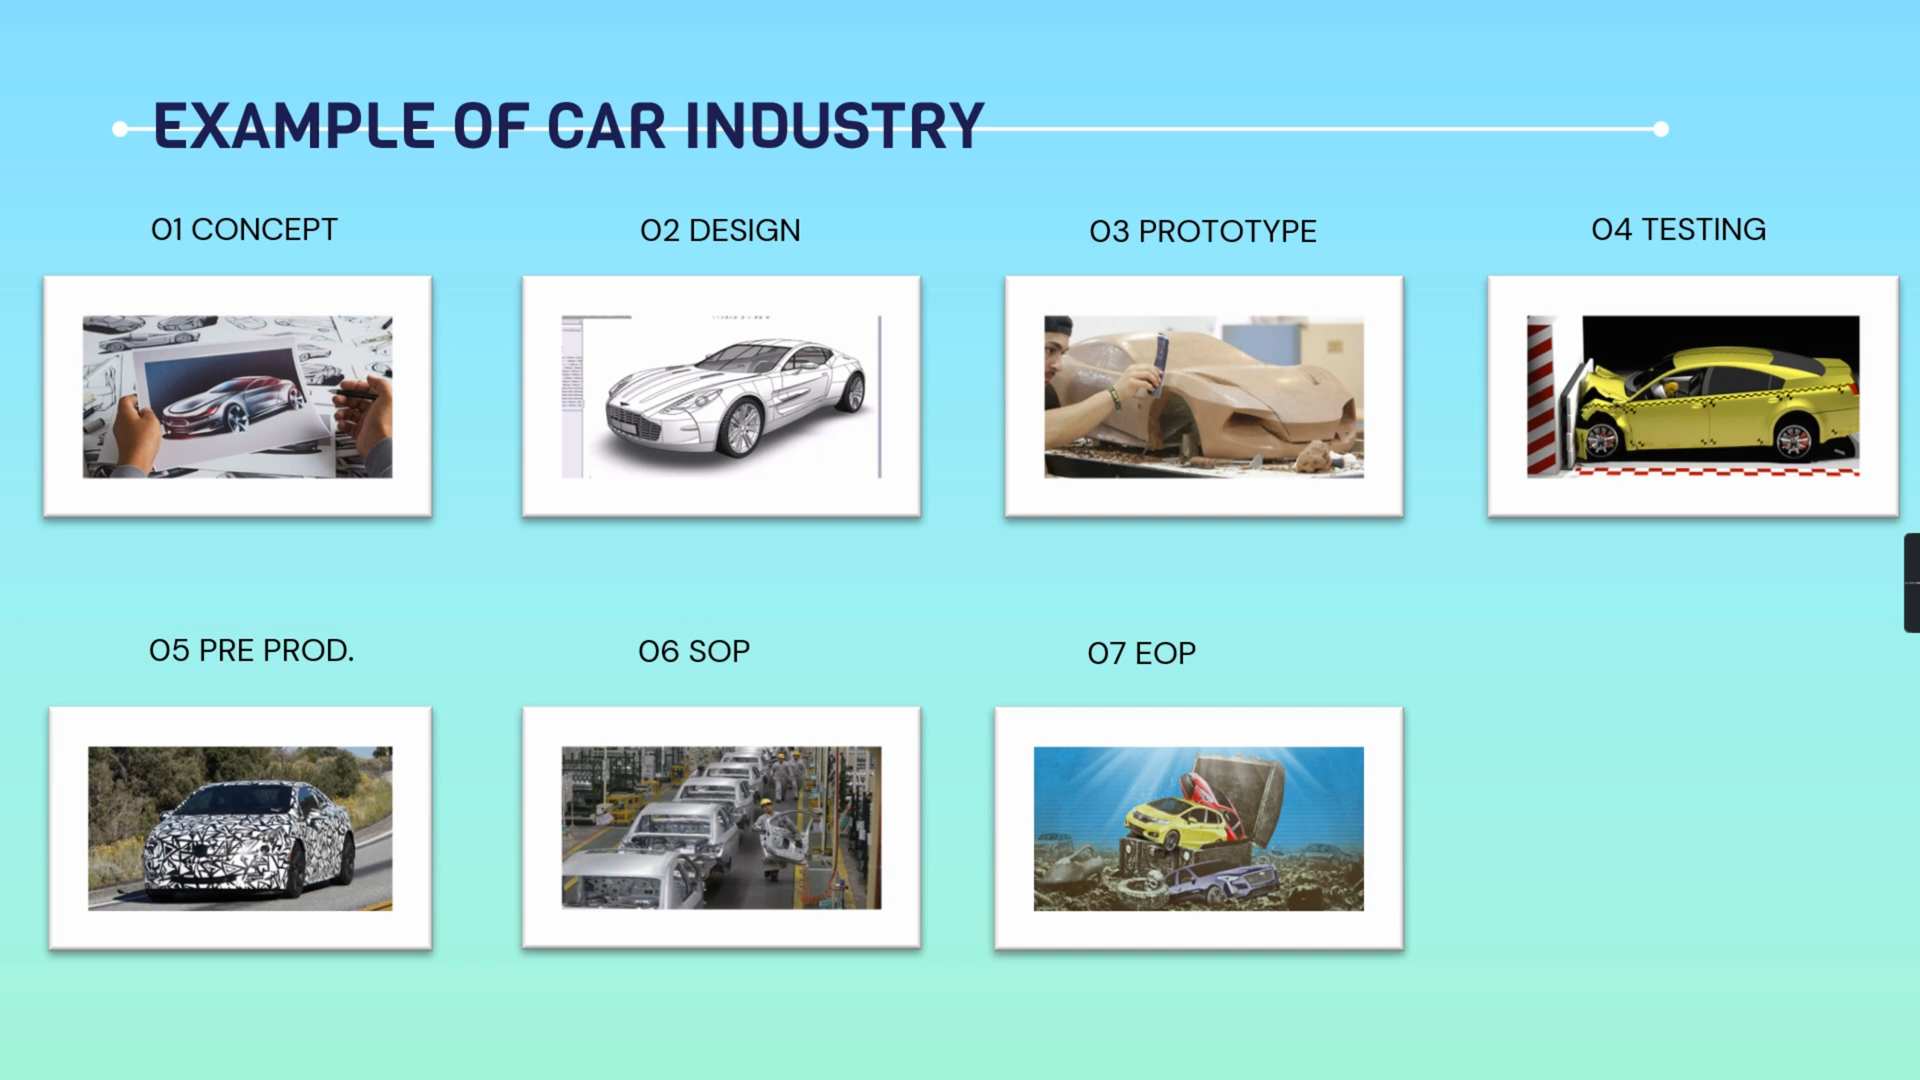 EXAMPLE OF CAR INDUSTRY
01 CONCEPT
02 DESIGN
03 PROTOTYPE
04 TESTING
05 PRE PROD.
06 SOP
07 EOP